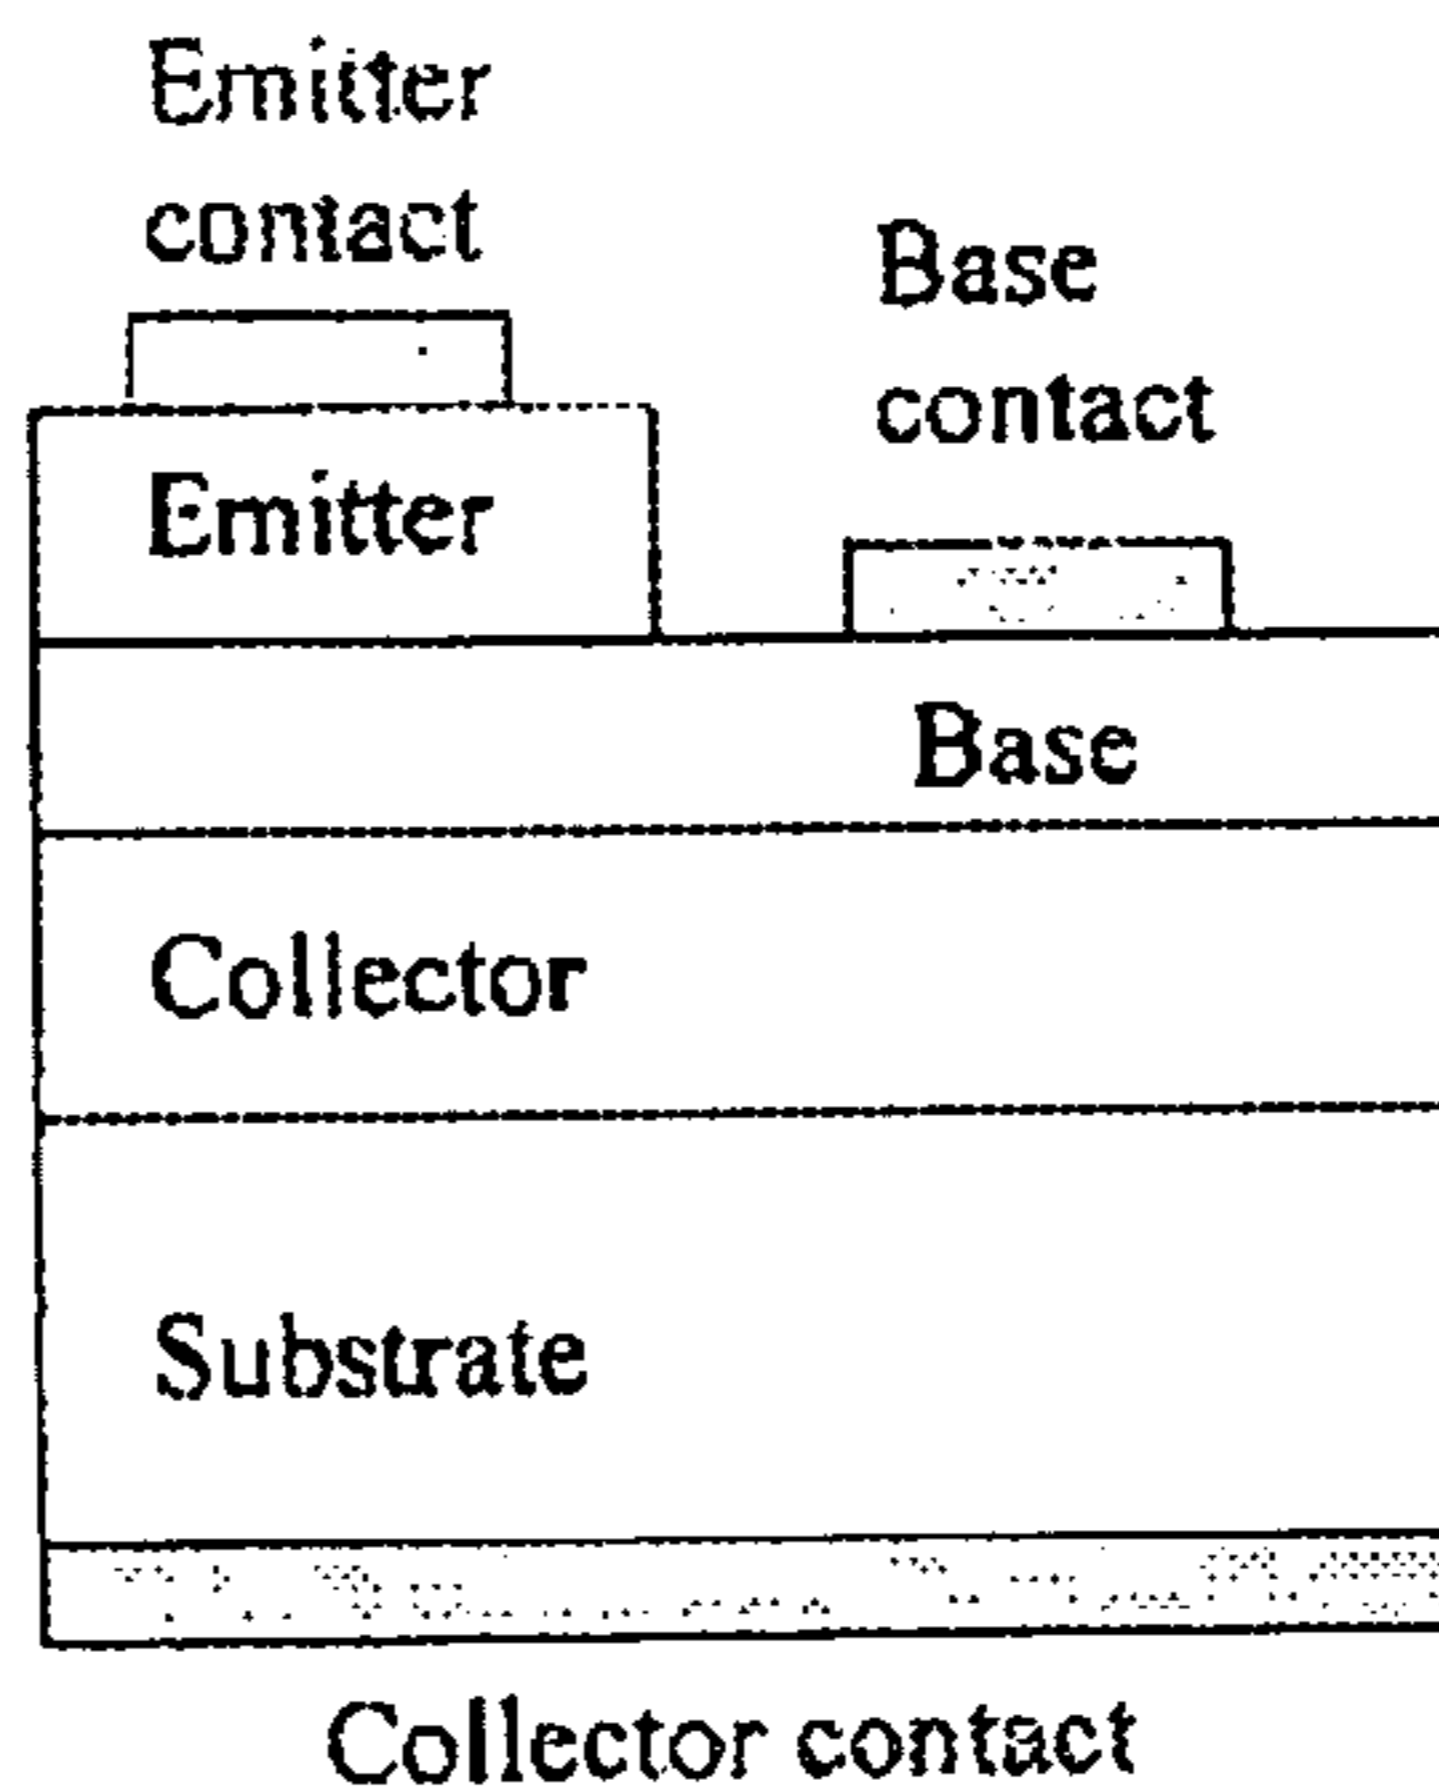 Emitter
contact
Base
contact
Emitter
Base
Collector
Substrate
Collector contact